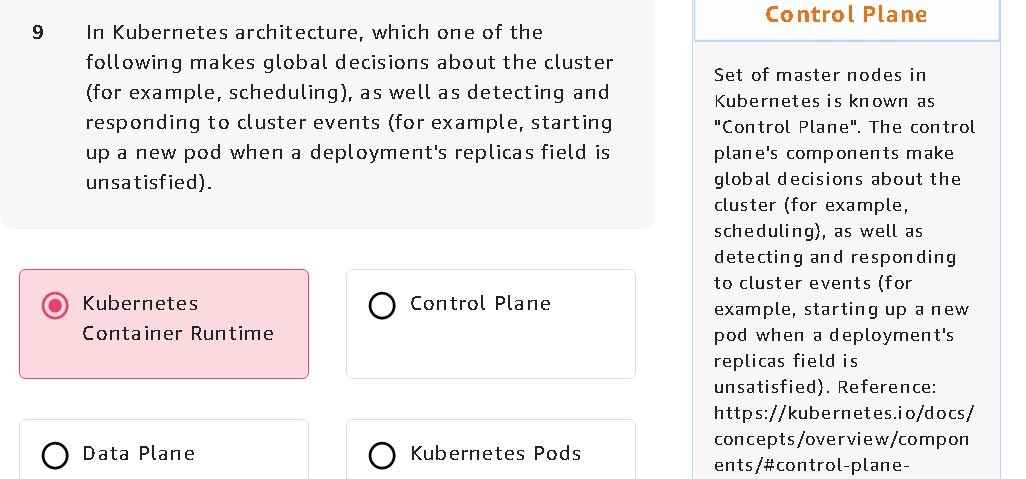 9
In Kubernetes architecture, which one of the
following makes global decisions about the cluster
(for example, scheduling), as well as detecting and
responding to cluster events (for example, starting
up a new pod when a deployment's replicas field is
unsatisfied).
Kubernetes
Container Runtime
Control Plane
Data Plane
Kubernetes Pods
Control Plane
Set of master nodes in
Kubernetes is known as
"Control Plane". The control
plane's components make
global decisions about the
cluster (for example,
scheduling), as well as
detecting and responding
to cluster events (for
example, starting up a new
pod when a deployment's
replicas field is
unsatisfied). Reference:
https://kubernetes.io/docs/
concepts/overview/compon
ents/#control-plane-